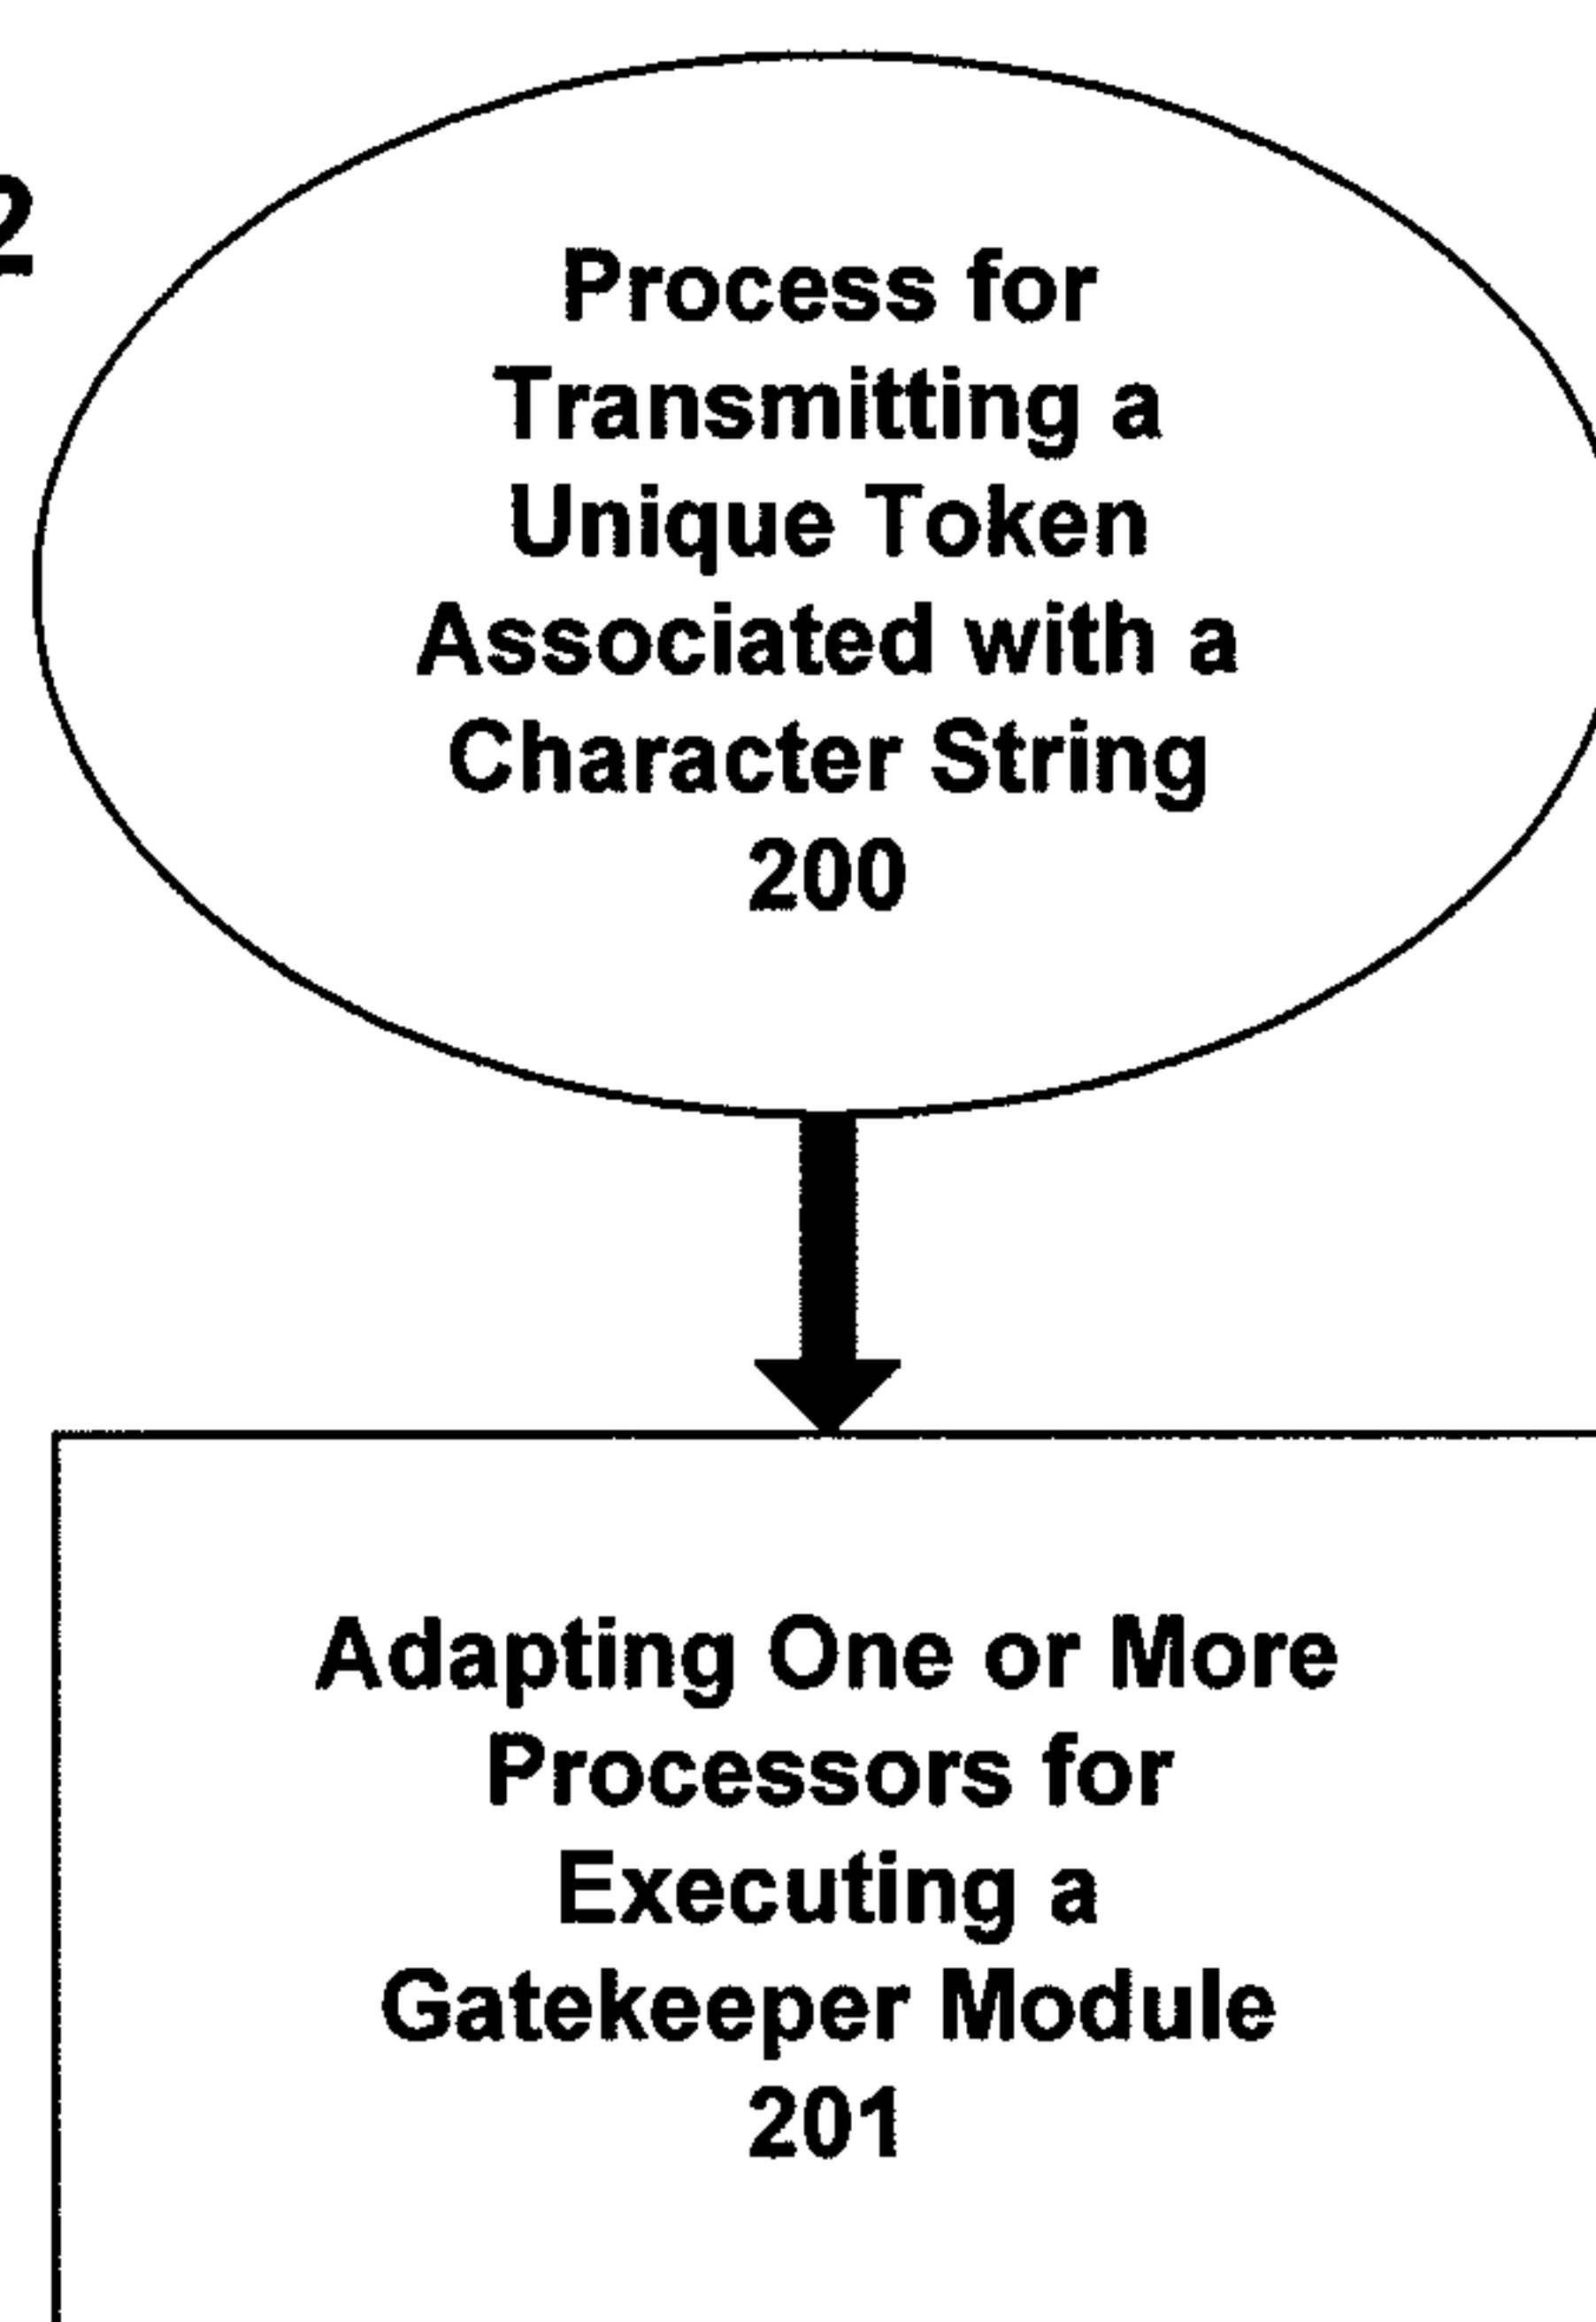 2
Process for
Transmitting a
Unique Token
Associated with a
Character String
200
Adapting One or More
Processors for
Executing a
Gatekeeper Module
201